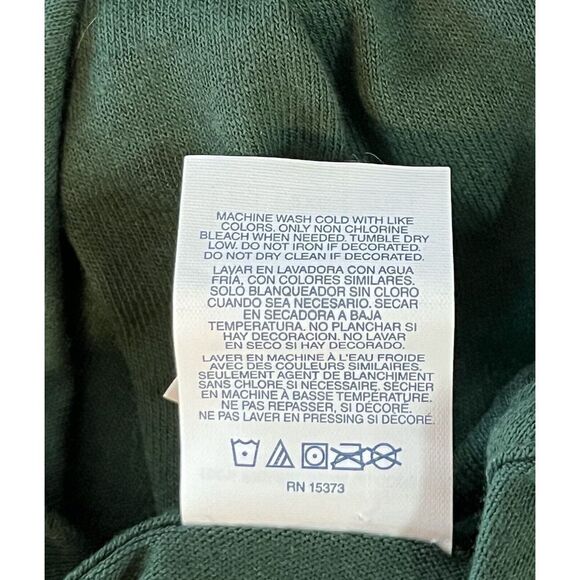 MACHINE WASH COLD WITH LIKE
COLORS. ONLY NON CHLORINE
BLEACH WHEN NEEDED. TUMBLE DRY
LOW. DO NOT IRON IF DECORATED.
DO NOT DRY CLEAN IF DECORATED.
LAVAR EN LAVADORA CON AGUA
FRÍA, CON COLORES SIMILARES.
SOLO BLANQUEADOR SIN CLORO
CUANDO SEA NECESARIO. SECAR
EN SECADORA A BAJA
TEMPERATURA. NO PLANCHAR SI
HAY DECORACION. NO LAVAR
EN SECO SI HAY DECORADO.
LAVER EN MACHINE À L'EAU FROIDE
AVEC DES COULEURS SIMILAIRES.
SEULEMENT AGENT DE BLANCHIMENT
SANS CHLORE SI NÉCESSAIRE. SÉCHER
EN MACHINE À BASSE TEMPÉRATURE.
NE PAS REPASSER, SI DÉCORÉ.
NE PAS LAVER EN PRESSING SI DÉCORÉ.
RN 15373